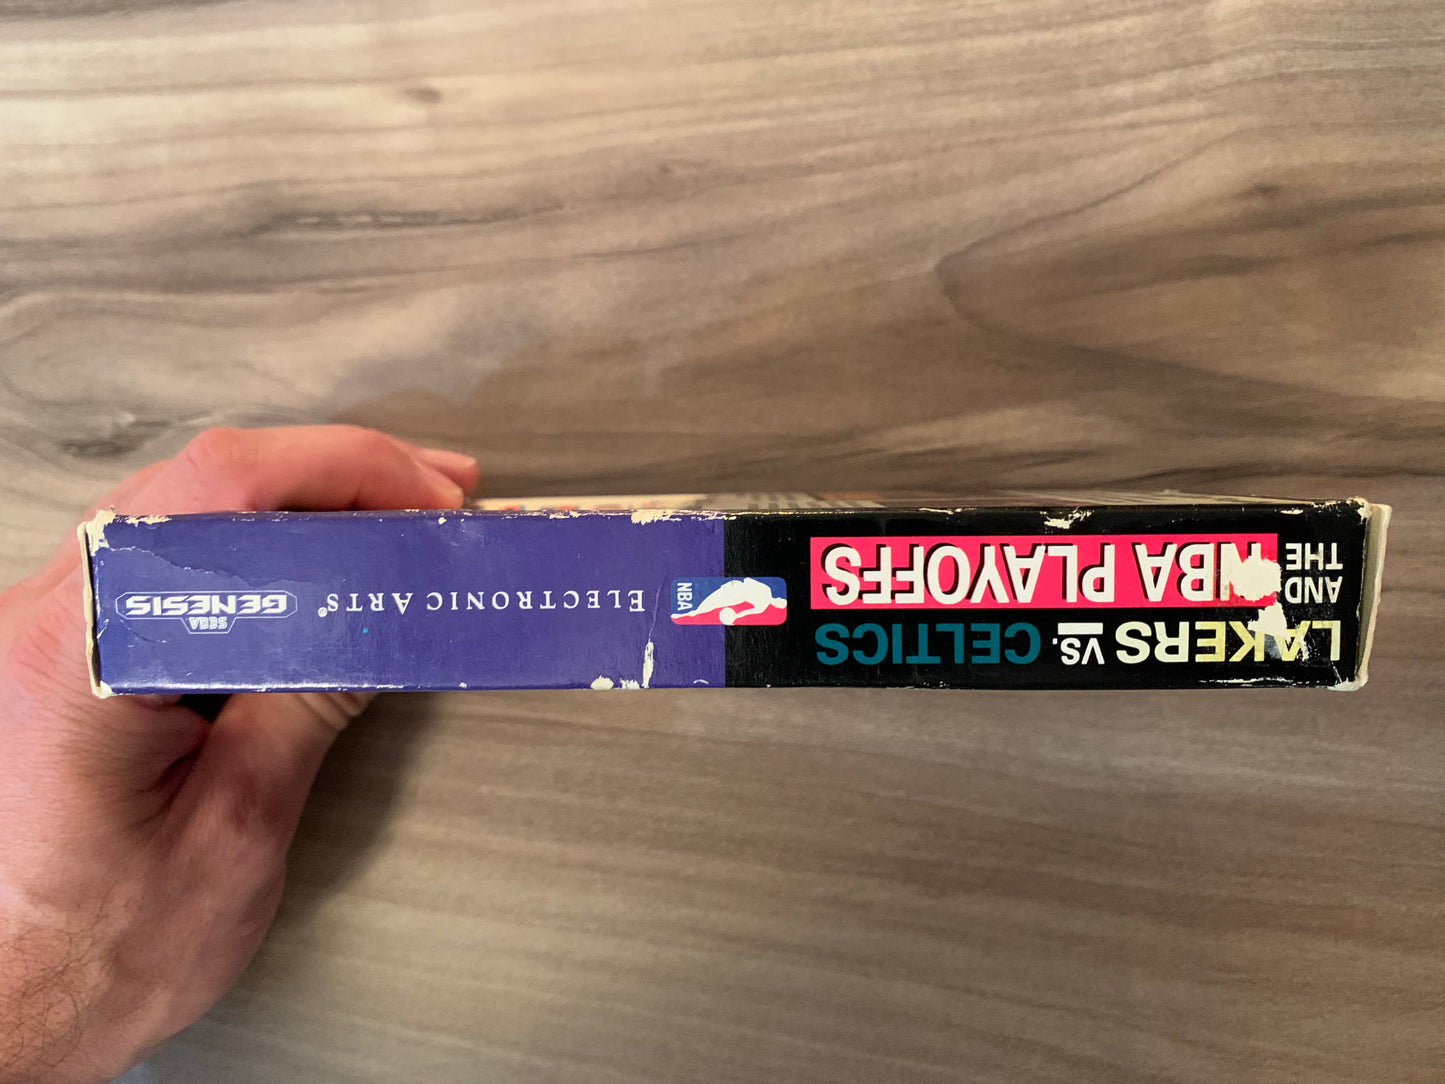 LAKERS VS. CELTICS
AND THE
NBA PLAYOFFS
NBA
ELECTRONIC ARTS®
SEGA
GENESIS